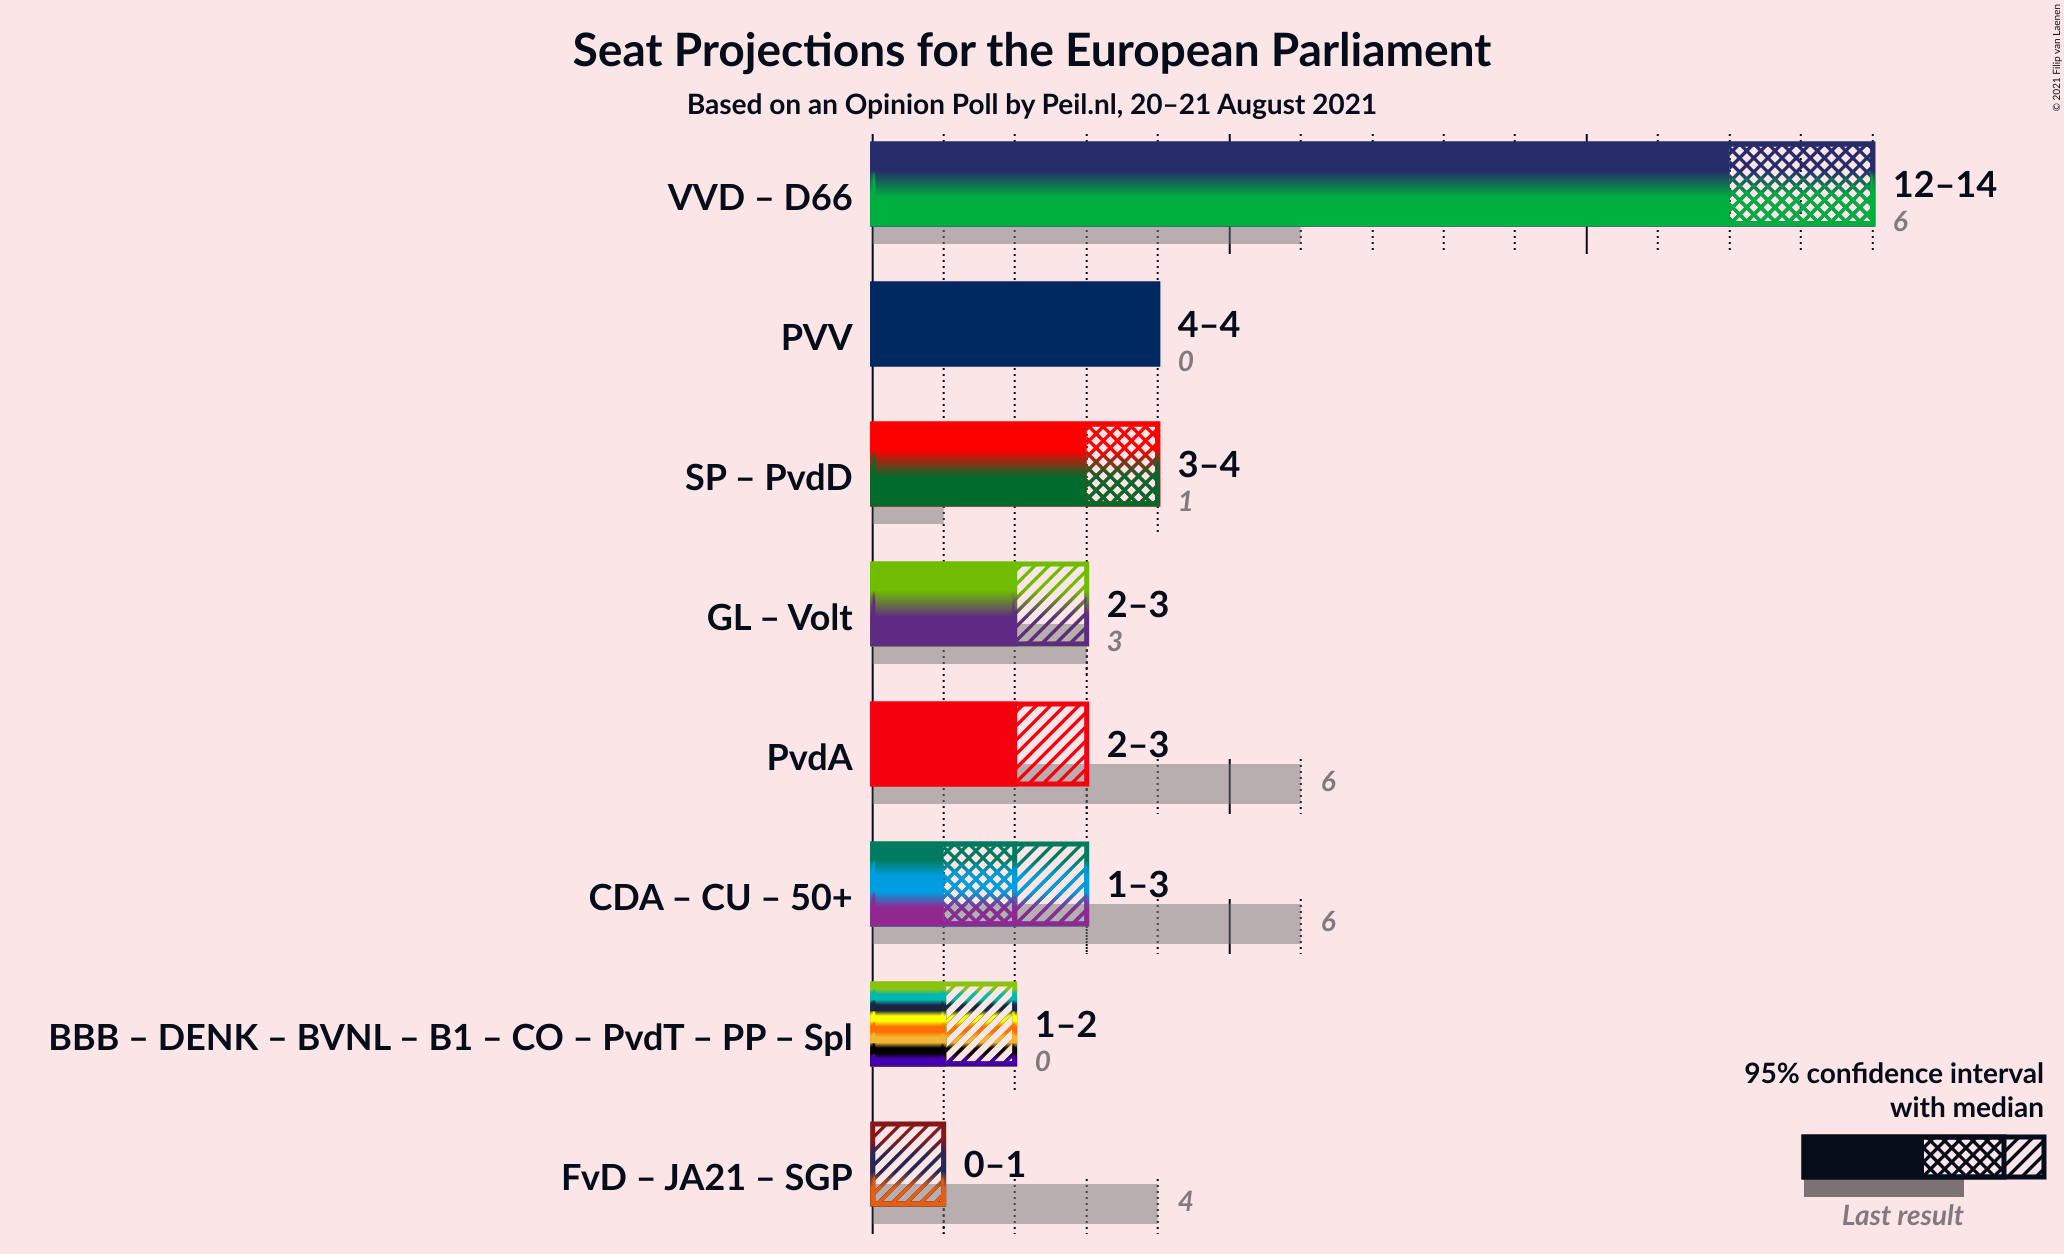 Seat Projections for the European Parliament
Based on an Opinion Poll by Peil.nl, 20–21 August 2021
© 2021 Filip van Laenen
VVD – D66
12–14
6
PVV
4–4
0
SP – PvdD
3–4
1
GL – Volt
2–3
3
PvdA
2–3
6
CDA – CU – 50+
1–3
6
BBB – DENK – BVNL – B1 – CO – PvdT – PP – Spl
1–2
0
FvD – JA21 – SGP
0–1
4
95% confidence interval
with median
Last result